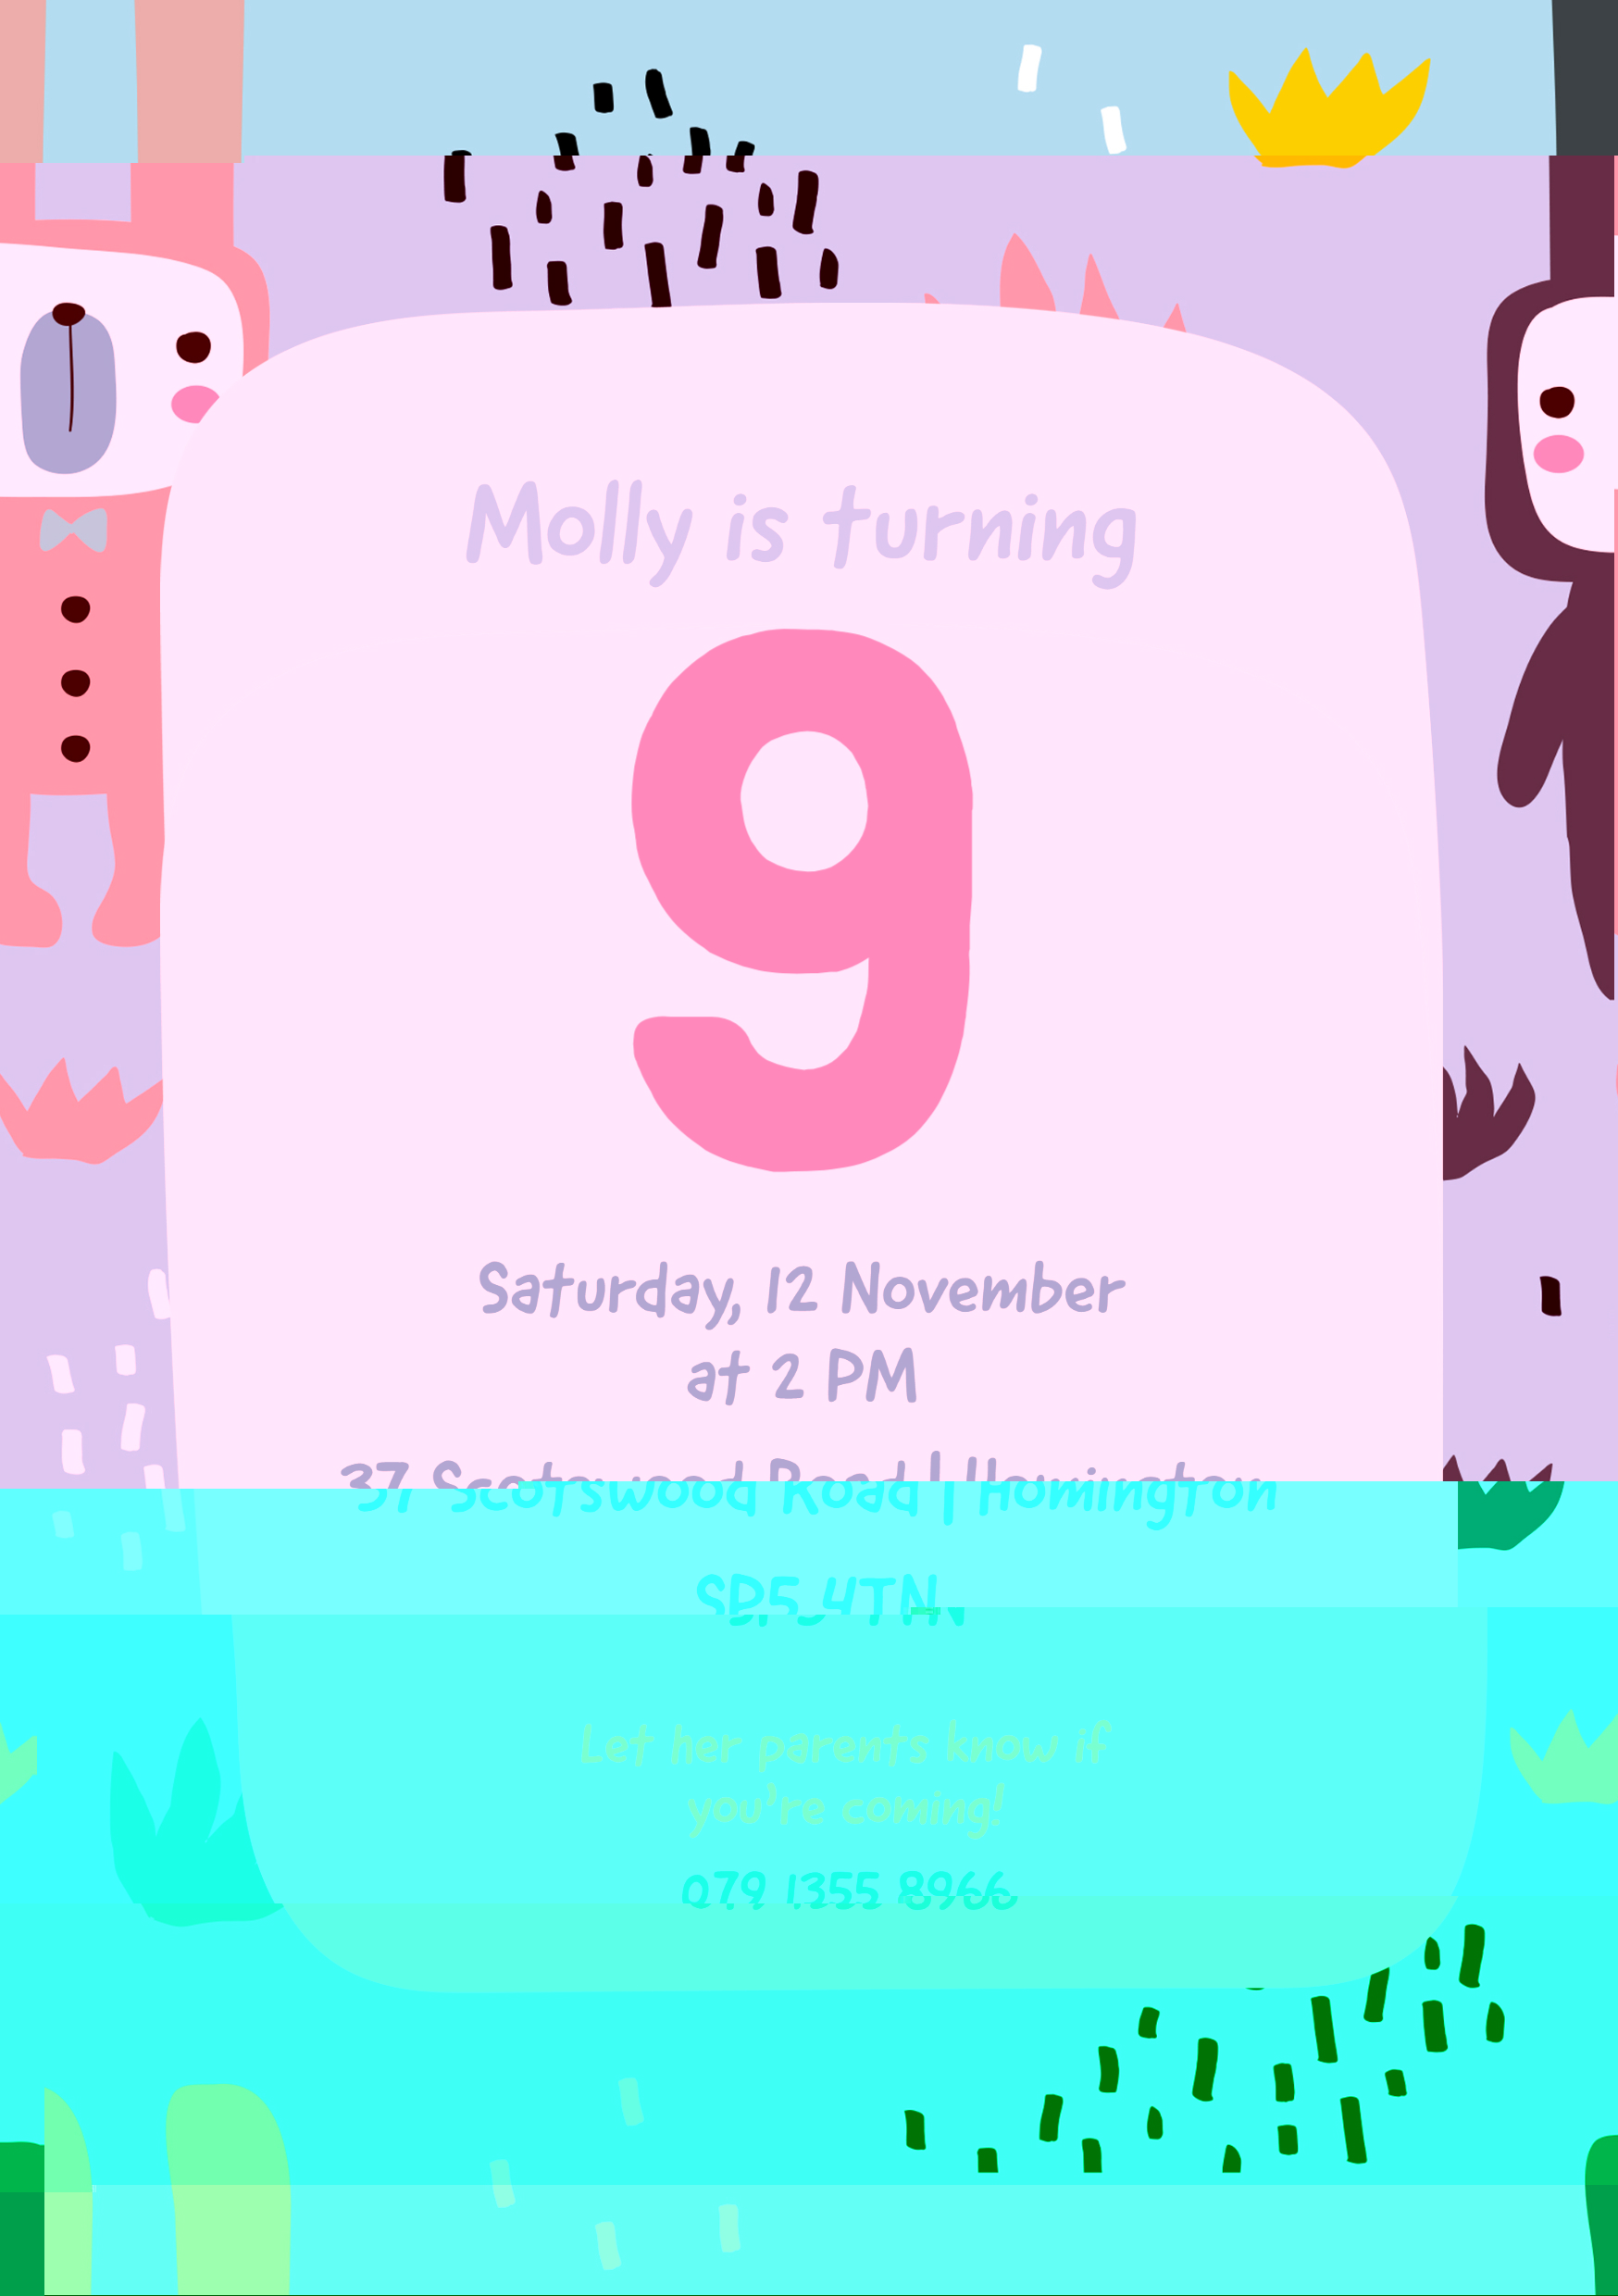 Molly is turning
9
Saturday, 12 November
at 2 PM
37 Scotswood Road | Homington
SP5 4TN
Let her parents know if
you're coming!
079 1355 8966